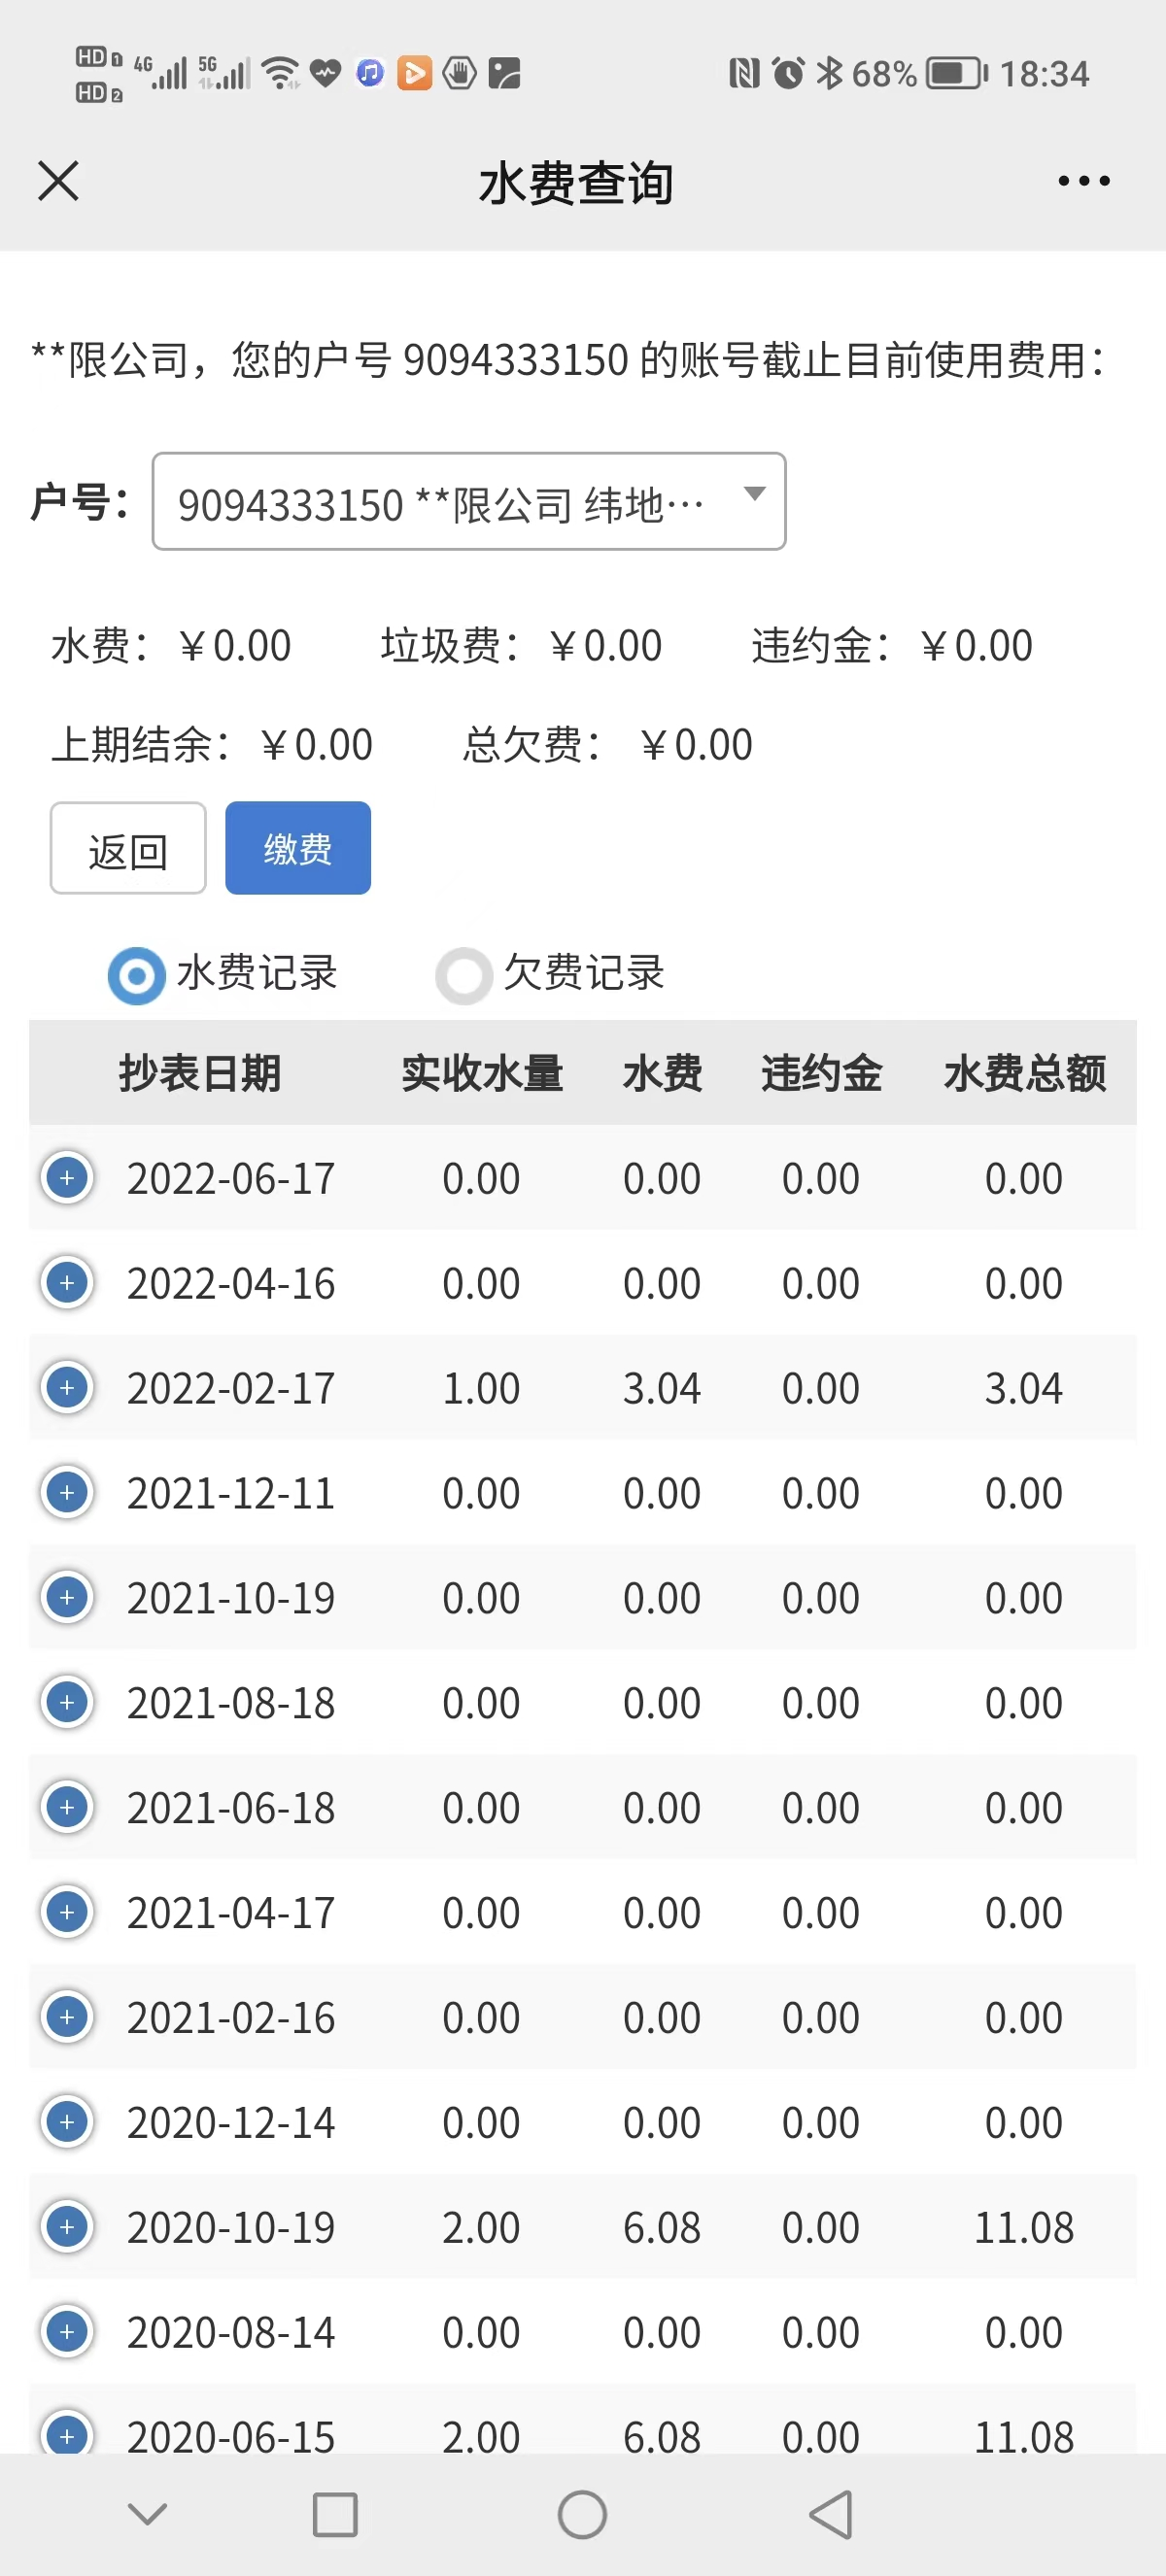 HD 1 4G 5G 68% 18:34
HD 2
水费查询
**限公司，您的户号 9094333150 的账号截止目前使用费用：
户号： 9094333150 **限公司 纬地…
水费：￥0.00 垃圾费：￥0.00 违约金：￥0.00
上期结余：￥0.00 总欠费： ￥0.00
返回 缴费
水费记录 欠费记录
抄表日期 实收水量 水费 违约金 水费总额
2022-06-17 0.00 0.00 0.00 0.00
2022-04-16 0.00 0.00 0.00 0.00
2022-02-17 1.00 3.04 0.00 3.04
2021-12-11 0.00 0.00 0.00 0.00
2021-10-19 0.00 0.00 0.00 0.00
2021-08-18 0.00 0.00 0.00 0.00
2021-06-18 0.00 0.00 0.00 0.00
2021-04-17 0.00 0.00 0.00 0.00
2021-02-16 0.00 0.00 0.00 0.00
2020-12-14 0.00 0.00 0.00 0.00
2020-10-19 2.00 6.08 0.00 11.08
2020-08-14 0.00 0.00 0.00 0.00
2020-06-15 2.00 6.08 0.00 11.08